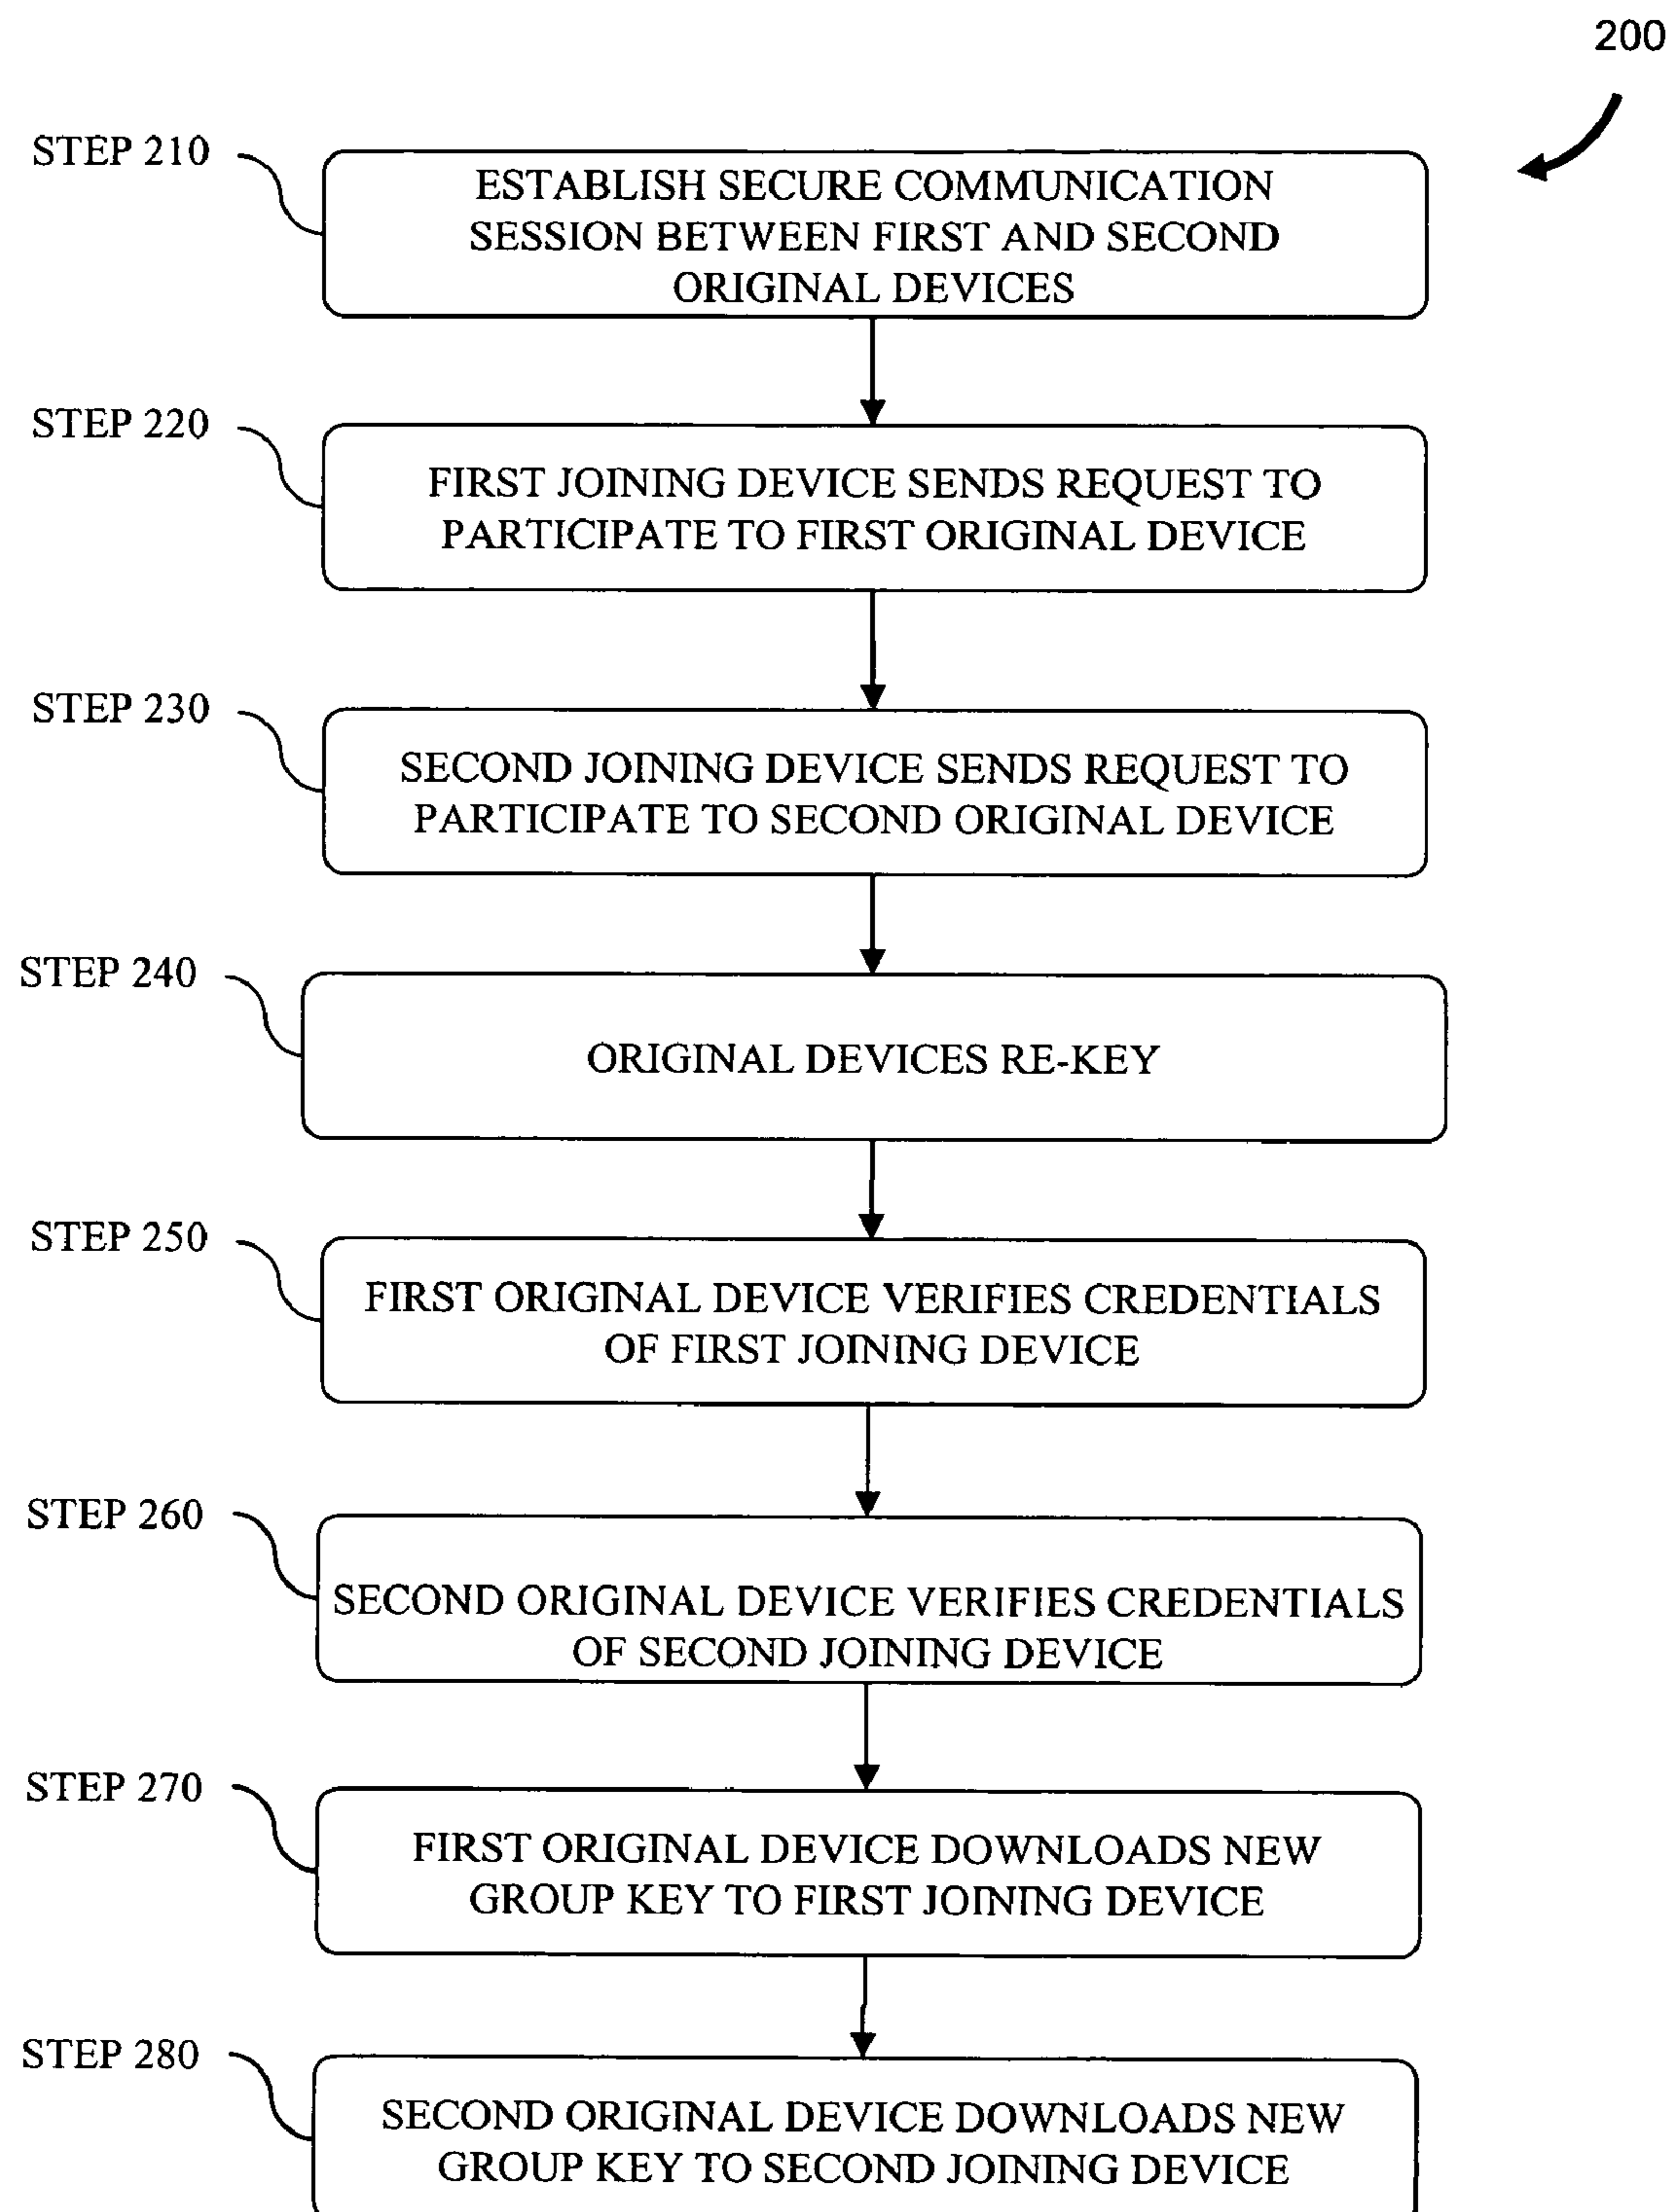 200
STEP 210
ESTABLISH SECURE COMMUNICATION
SESSION BETWEEN FIRST AND SECOND
ORIGINAL DEVICES
STEP 220
FIRST JOINING DEVICE SENDS REQUEST TO
PARTICIPATE TO FIRST ORIGINAL DEVICE
STEP 230
SECOND JOINING DEVICE SENDS REQUEST TO
PARTICIPATE TO SECOND ORIGINAL DEVICE
STEP 240
ORIGINAL DEVICES RE-KEY
STEP 250
FIRST ORIGINAL DEVICE VERIFIES CREDENTIALS
OF FIRST JOINING DEVICE
STEP 260
SECOND ORIGINAL DEVICE VERIFIES CREDENTIALS
OF SECOND JOINING DEVICE
STEP 270
FIRST ORIGINAL DEVICE DOWNLOADS NEW
GROUP KEY TO FIRST JOINING DEVICE
STEP 280
SECOND ORIGINAL DEVICE DOWNLOADS NEW
GROUP KEY TO SECOND JOINING DEVICE